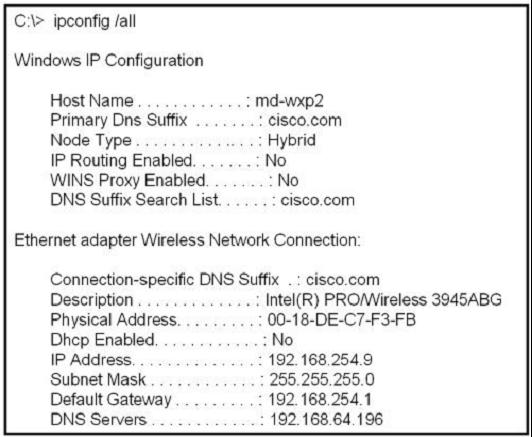 C:\> ipconfig /all
Windows IP Configuration
Host Name . . . . . . . . . . . . : md-wxp2
Primary Dns Suffix . . . . . . . : cisco.com
Node Type . . . . . . . . . . . . . : Hybrid
IP Routing Enabled. . . . . . . : No
WINS Proxy Enabled. . . . . . . : No
DNS Suffix Search List. . . . . . : cisco.com
Ethernet adapter Wireless Network Connection:
Connection-specific DNS Suffix . : cisco.com
Description . . . . . . . . . . . . . : Intel(R) PRO/Wireless 3945ABG
Physical Address. . . . . . . . . : 00-18-DE-C7-F3-FB
Dhcp Enabled. . . . . . . . . . . . : No
IP Address. . . . . . . . . . . . . . : 192.168.254.9
Subnet Mask . . . . . . . . . . . . : 255.255.255.0
Default Gateway . . . . . . . . . : 192.168.254.1
DNS Servers . . . . . . . . . . . . : 192.168.64.196